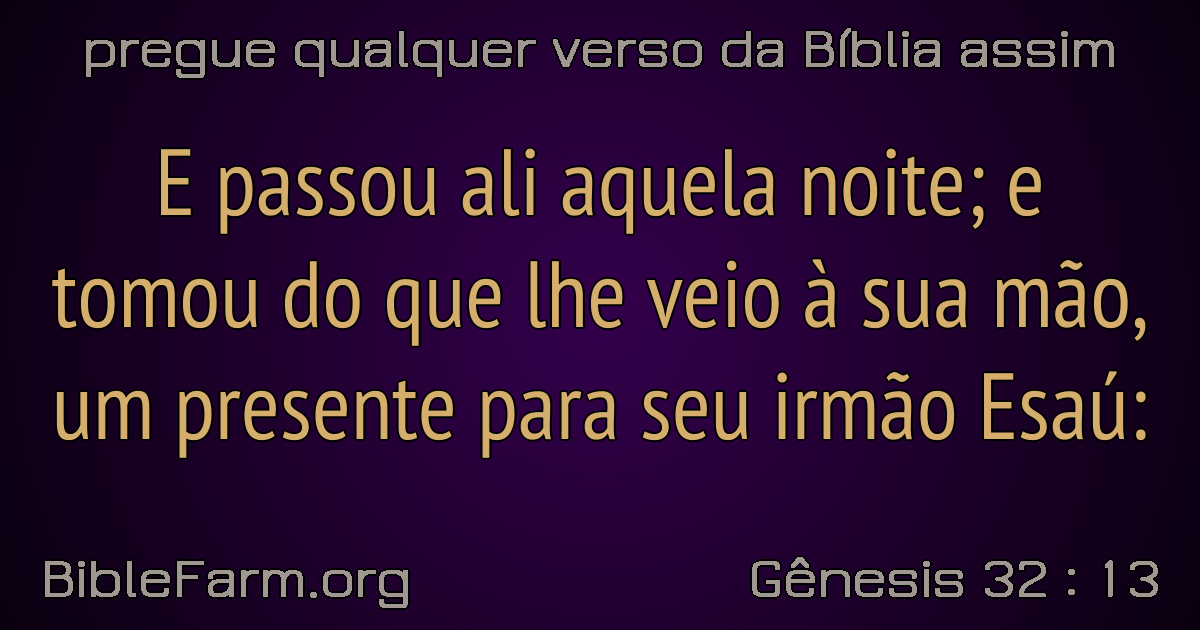 pregue qualquer verso da Bíblia assim
E passou ali aquela noite; e
tomou do que lhe veio à sua mão,
um presente para seu irmão Esaú:
BibleFarm.org
Gênesis 32 : 13